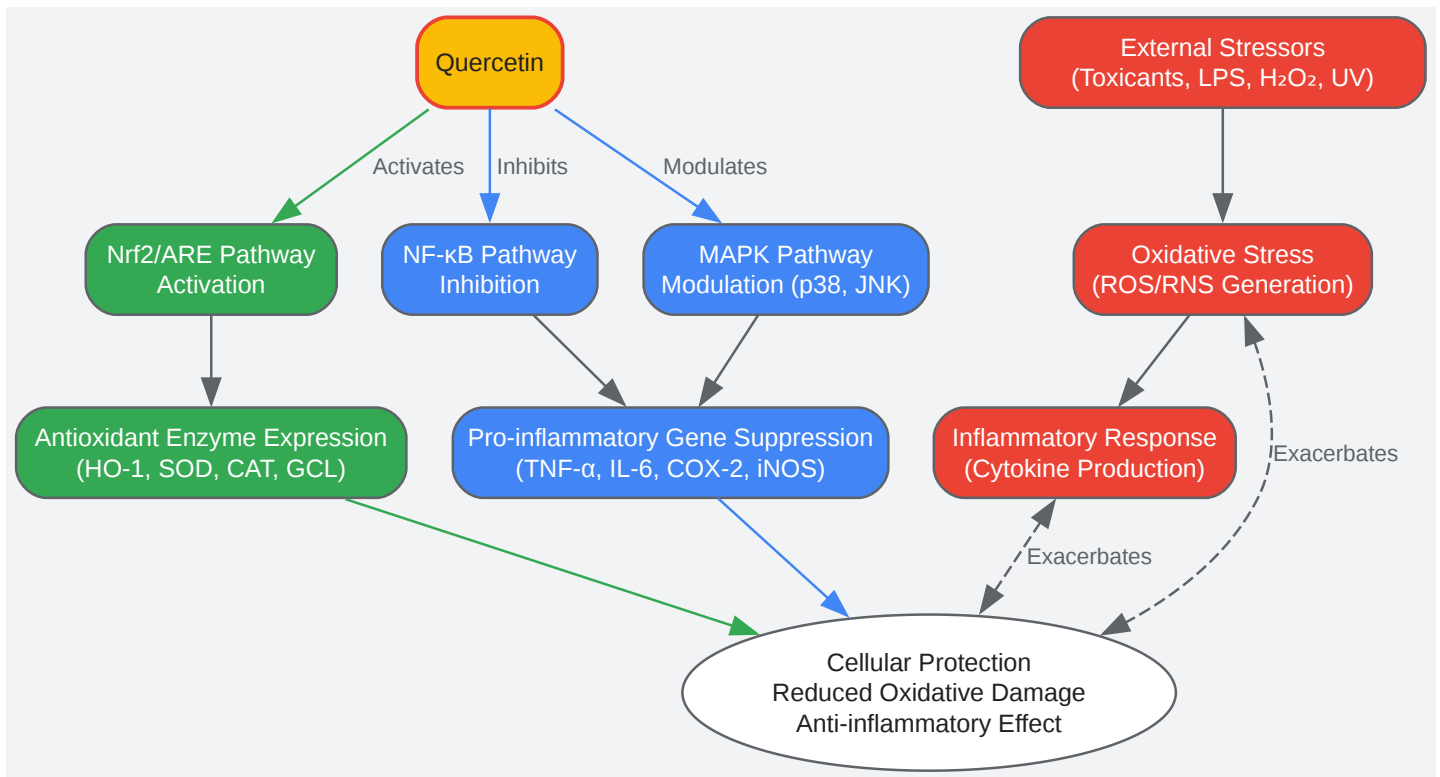 Quercetin
External Stressors
(Toxicants, LPS, H₂O₂, UV)
Activates
Inhibits
Modulates
Nrf2/ARE Pathway
Activation
NF-κB Pathway
Inhibition
MAPK Pathway
Modulation (p38, JNK)
Oxidative Stress
(ROS/RNS Generation)
Antioxidant Enzyme Expression
(HO-1, SOD, CAT, GCL)
Pro-inflammatory Gene Suppression
(TNF-α, IL-6, COX-2, iNOS)
Inflammatory Response
(Cytokine Production)
Exacerbates
Exacerbates
Cellular Protection
Reduced Oxidative Damage
Anti-inflammatory Effect